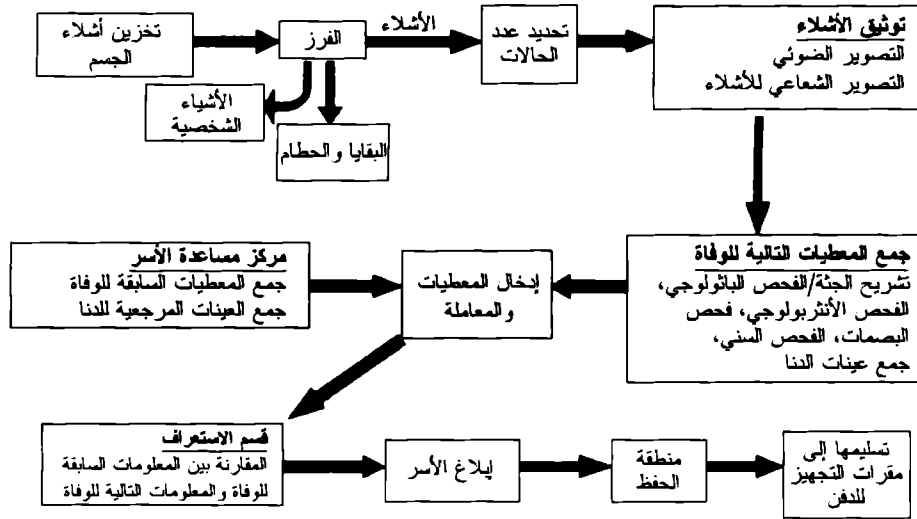 تخزين أشلاء
الجسم
الفرز
الأشلاء
تحديد عدد
الحالات
توثيق الأشلاء
التصوير الضوئي
التصوير الشعاعي للأشلاء
الأشياء
الشخصية
البقايا والحطام
مركز مساعدة الأسر
جمع المعطيات السابقة للوفاة
جمع العينات المرجعية للدنا
إدخال المعطيات
والمعاملة
جمع المعطيات التالية للوفاة
تشريح الجثة/الفحص الباثولوجي،
الفحص الأنثربولوجي، فحص
البصمات، الفحص السني،
جمع عينات الدنا
قسم الاستعراف
المقارنة بين المعلومات السابقة
للوفاة والمعلومات التالية للوفاة
إبلاغ الأسر
منطقة
الحفظ
تسليمها إلى
مقرات التجهيز
للدفن